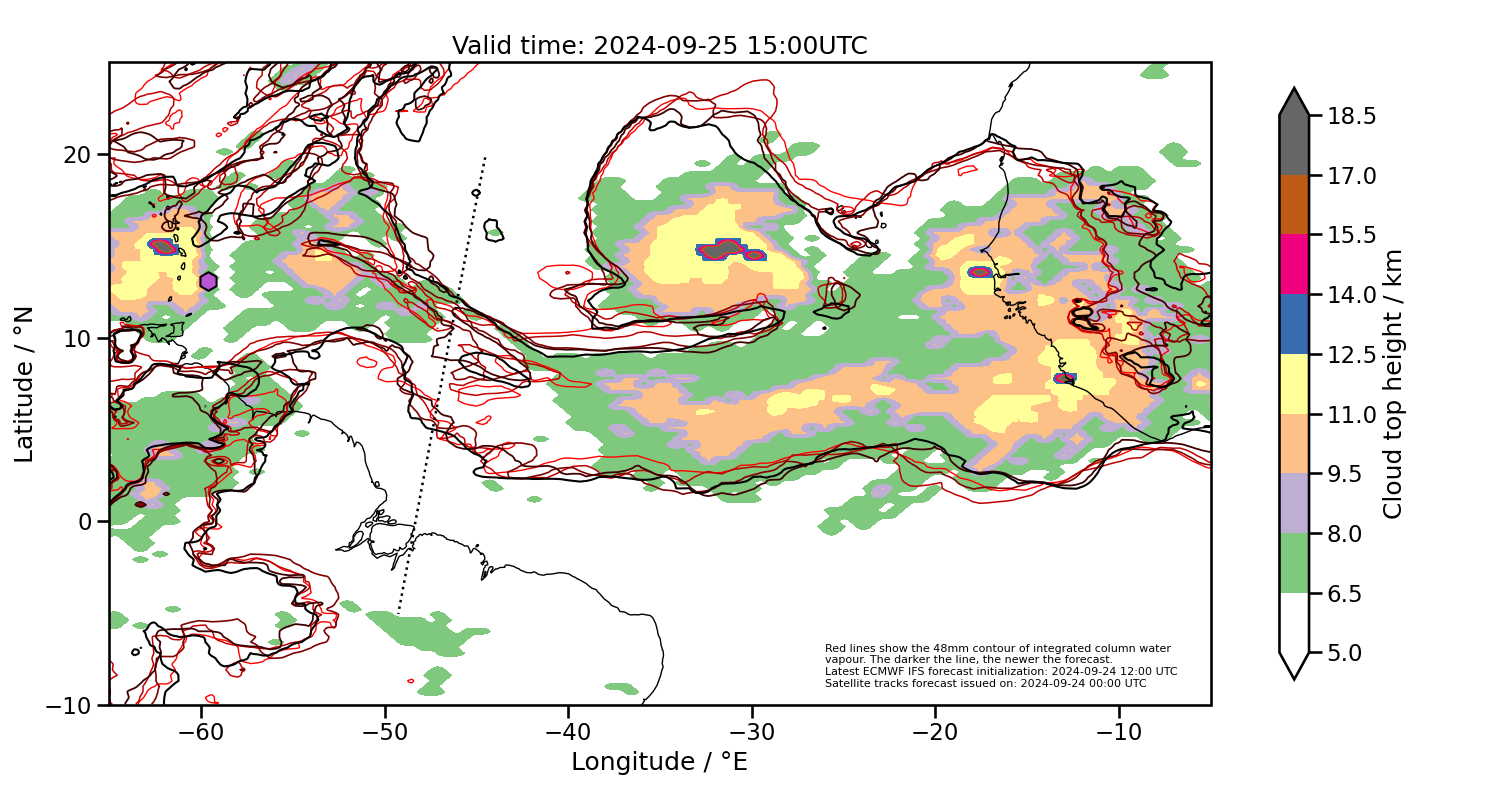 Valid time: 2024-09-25 15:00UTC
20
10
0
−10
Latitude / °N
−60
−50
−40
−30
−20
−10
Longitude / °E
Red lines show the 48mm contour of integrated column water
vapour. The darker the line, the newer the forecast.
Latest ECMWF IFS forecast initialization: 2024-09-24 12:00 UTC
Satellite tracks forecast issued on: 2024-09-24 00:00 UTC
18.5
17.0
15.5
14.0
12.5
11.0
9.5
8.0
6.5
5.0
Cloud top height / km